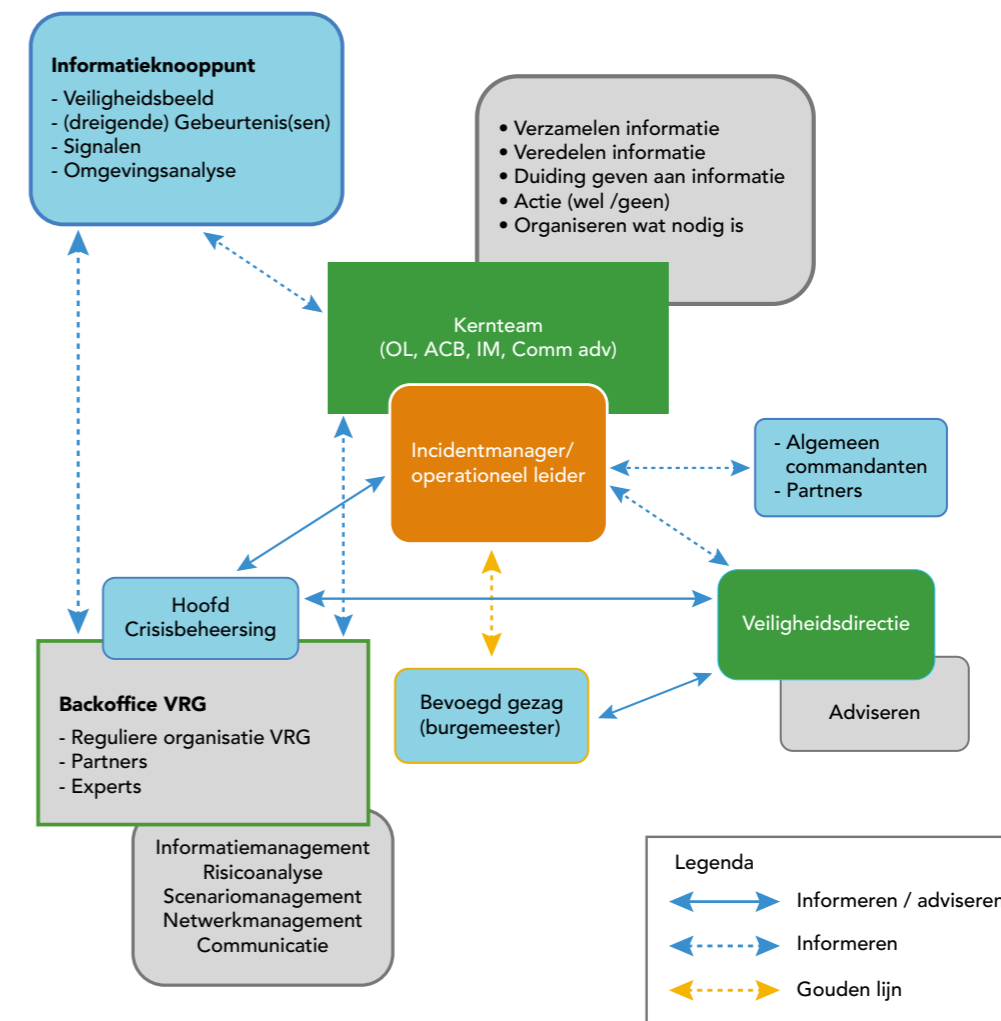 Informatieknooppunt
- Veiligheidsbeeld
- (dreigende) Gebeurtenis(sen)
- Signalen
- Omgevingsanalyse
• Verzamelen informatie
• Veredelen informatie
• Duiding geven aan informatie
• Actie (wel /geen)
• Organiseren wat nodig is
Kernteam
(OL, ACB, IM, Comm adv)
Incidentmanager/
operationeel leider
- Algemeen
commandanten
- Partners
Hoofd
Crisisbeheersing
Veiligheidsdirectie
Adviseren
Bevoegd gezag
(burgemeester)
Backoffice VRG
- Reguliere organisatie VRG
- Partners
- Experts
Informatiemanagement
Risicoanalyse
Scenariomanagement
Netwerkmanagement
Communicatie
Legenda
Informeren / adviseren
Informeren
Gouden lijn